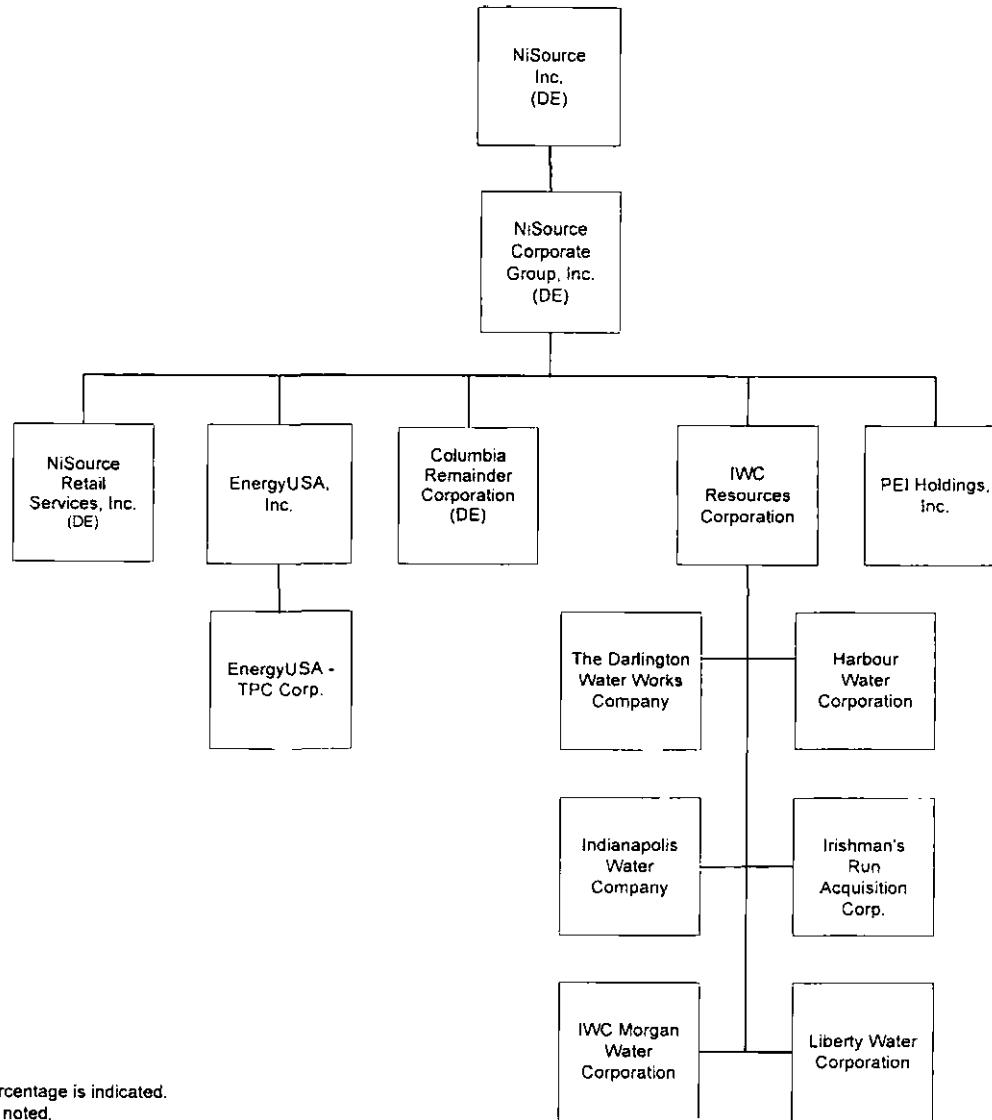 NiSource
Inc.
(DE)
NiSource
Corporate
Group, Inc.
(DE)
NiSource
Retail
Services, Inc.
(DE)
EnergyUSA,
Inc.
Columbia
Remainder
Corporation
(DE)
IWC
Resources
Corporation
PEI Holdings,
Inc.
EnergyUSA -
TPC Corp.
The Darlington
Water Works
Company
Harbour
Water
Corporation
Indianapolis
Water
Company
Irishman's
Run
Acquisition
Corp.
IWC Morgan
Water
Corporation
Liberty Water
Corporation
rcentage is indicated.
noted.